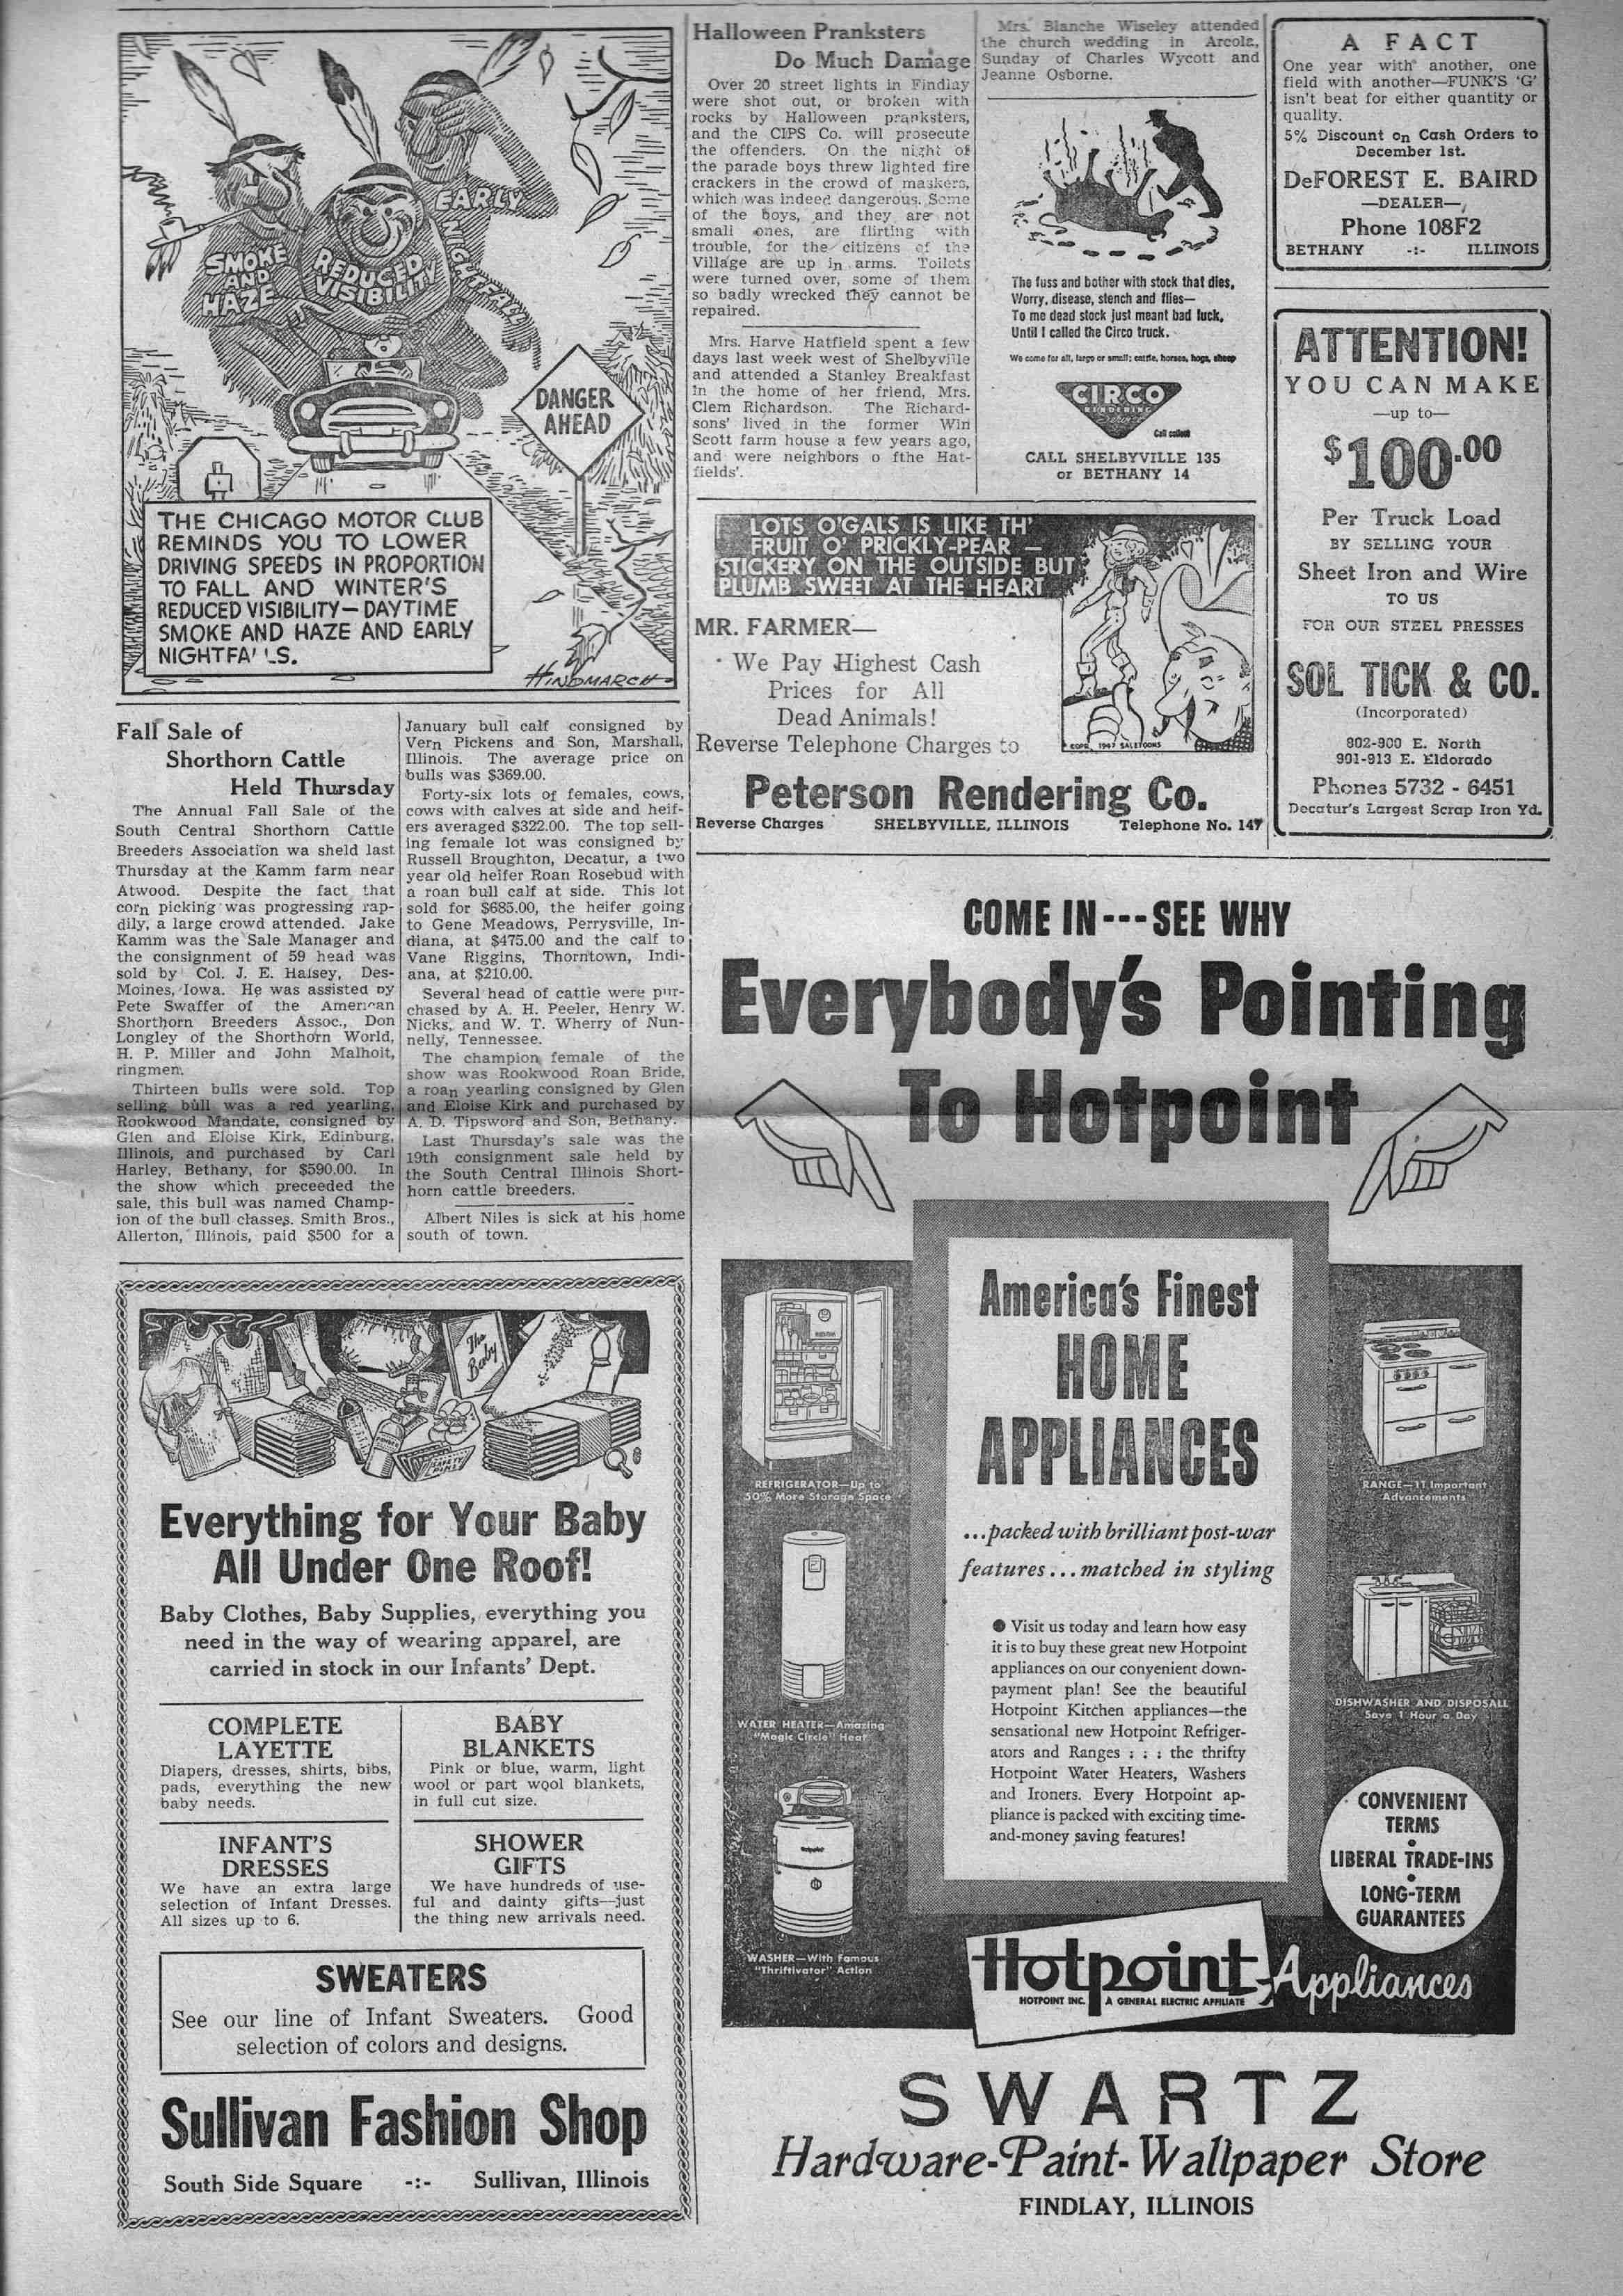 SMOKE
AND
HAZE
REDUCED
VISIBILITY
EARLY
NIGHTFALL
DANGER
AHEAD
THE CHICAGO MOTOR CLUB
REMINDS YOU TO LOWER
DRIVING SPEEDS IN PROPORTION
TO FALL AND WINTER'S
REDUCED VISIBILITY—DAYTIME
SMOKE AND HAZE AND EARLY
NIGHTFA'LS.
HINDMARCH
Fall Sale of
Shorthorn Cattle
Held Thursday
The Annual Fall Sale of the
South Central Shorthorn Cattle
Breeders Association wa sheld last
Thursday at the Kamm farm near
Atwood. Despite the fact that
corn picking was progressing rap-
dily, a large crowd attended. Jake
Kamm was the Sale Manager and
the consignment of 59 head was
sold by Col. J. E. Halsey, Des-
Moines, Iowa. He was assisted by
Pete Swaffer of the American
Shorthorn Breeders Assoc., Don
Longley of the Shorthorn World,
H. P. Miller and John Malhoit,
ringmen.
Thirteen bulls were sold. Top
selling bull was a red yearling,
Rookwood Mandate, consigned by
Glen and Eloise Kirk, Edinburg,
Illinois, and purchased by Carl
Harley, Bethany, for $590.00. In
the show which preceeded the
sale, this bull was named Champ-
ion of the bull classes. Smith Bros.,
Allerton, Illinois, paid $500 for a
January bull calf consigned by
Vern Pickens and Son, Marshall,
Illinois. The average price on
bulls was $369.00.
Forty-six lots of females, cows,
cows with calves at side and heif-
ers averaged $322.00. The top sell-
ing female lot was consigned by
Russell Broughton, Decatur, a two
year old heifer Roan Rosebud with
a roan bull calf at side. This lot
sold for $685.00, the heifer going
to Gene Meadows, Perrysville, In-
diana, at $475.00 and the calf to
Vane Riggins, Thorntown, Indi-
ana, at $210.00.
Several head of cattle were pur-
chased by A. H. Peeler, Henry W.
Nicks, and W. T. Wherry of Nun-
nelly, Tennessee.
The champion female of the
show was Rookwood Roan Bride,
a roan yearling consigned by Glen
and Eloise Kirk and purchased by
A. D. Tipsword and Son, Bethany.
Last Thursday's sale was the
19th consignment sale held by
the South Central Illinois Short-
horn cattle breeders.
Albert Niles is sick at his home
south of town.
The
Baby
Everything for Your Baby
All Under One Roof!
Baby Clothes, Baby Supplies, everything you
need in the way of wearing apparel, are
carried in stock in our Infants' Dept.
COMPLETE
LAYETTE
Diapers, dresses, shirts, bibs,
pads, everything the new
baby needs.
BABY
BLANKETS
Pink or blue, warm, light
wool or part wool blankets,
in full cut size.
INFANT'S
DRESSES
We have an extra large
selection of Infant Dresses.
All sizes up to 6.
SHOWER
GIFTS
We have hundreds of use-
ful and dainty gifts—just
the thing new arrivals need.
SWEATERS
See our line of Infant Sweaters. Good
selection of colors and designs.
Sullivan Fashion Shop
South Side Square -:- Sullivan, Illinois
Halloween Pranksters
Do Much Damage
Over 20 street lights in Findlay
were shot out, or broken with
rocks by Halloween pranksters,
and the CIPS Co. will prosecute
the offenders. On the night of
the parade boys threw lighted fire
crackers in the crowd of maskers,
which was indeed dangerous. Some
of the boys, and they are not
small ones, are flirting with
trouble, for the citizens of the
Village are up in arms. Toilets
were turned over, some of them
so badly wrecked they cannot be
repaired.
Mrs. Harve Hatfield spent a few
days last week west of Shelbyville
and attended a Stanley Breakfast
in the home of her friend, Mrs.
Clem Richardson. The Richard-
sons' lived in the former Win
Scott farm house a few years ago,
and were neighbors o fthe Hat-
fields'.
Mrs. Blanche Wiseley attended
the church wedding in Arcola,
Sunday of Charles Wycott and
Jeanne Osborne.
The fuss and bother with stock that dies,
Worry, disease, stench and flies—
To me dead stock just meant bad luck,
Until I called the Circo truck.
We come for all, large or small: cattle, horses, hogs, sheep
CIRCO
RENDERING
Call collect
CALL SHELBYVILLE 135
or BETHANY 14
LOTS O'GALS IS LIKE TH'
FRUIT O' PRICKLY-PEAR —
STICKERY ON THE OUTSIDE BUT
PLUMB SWEET AT THE HEART
MR. FARMER—
We Pay Highest Cash
Prices for All
Dead Animals!
Reverse Telephone Charges to
COPR. 1947 SALETOONS
Peterson Rendering Co.
Reverse Charges SHELBYVILLE, ILLINOIS Telephone No. 147
A FACT
One year with another, one
field with another—FUNK'S 'G'
isn't beat for either quantity or
quality.
5% Discount on Cash Orders to
December 1st.
DeFOREST E. BAIRD
—DEALER—
Phone 108F2
BETHANY -:- ILLINOIS
ATTENTION!
YOU CAN MAKE
—up to—
$100.00
Per Truck Load
BY SELLING YOUR
Sheet Iron and Wire
TO US
FOR OUR STEEL PRESSES
SOL TICK & CO.
(Incorporated)
802-900 E. North
901-913 E. Eldorado
Phones 5732 - 6451
Decatur's Largest Scrap Iron Yd.
COME IN---SEE WHY
Everybody's Pointing
To Hotpoint
America's Finest
HOME
APPLIANCES
...packed with brilliant post-war
features...matched in styling
● Visit us today and learn how easy
it is to buy these great new Hotpoint
appliances on our convenient down-
payment plan! See the beautiful
Hotpoint Kitchen appliances—the
sensational new Hotpoint Refriger-
ators and Ranges : : : the thrifty
Hotpoint Water Heaters, Washers
and Ironers. Every Hotpoint ap-
pliance is packed with exciting time-
and-money saving features!
REFRIGERATOR—Up to
50% More Storage Space
WATER HEATER—Amazing
"Magic Circle" Heat
WASHER—With Famous
"Thriftivator" Action
RANGE—11 Important
Advancements
DISHWASHER AND DISPOSALL
Save 1 Hour a Day
CONVENIENT
TERMS
•
LIBERAL TRADE-INS
•
LONG-TERM
GUARANTEES
Hotpoint Appliances
HOTPOINT INC. A GENERAL ELECTRIC AFFILIATE
SWARTZ
Hardware-Paint-Wallpaper Store
FINDLAY, ILLINOIS